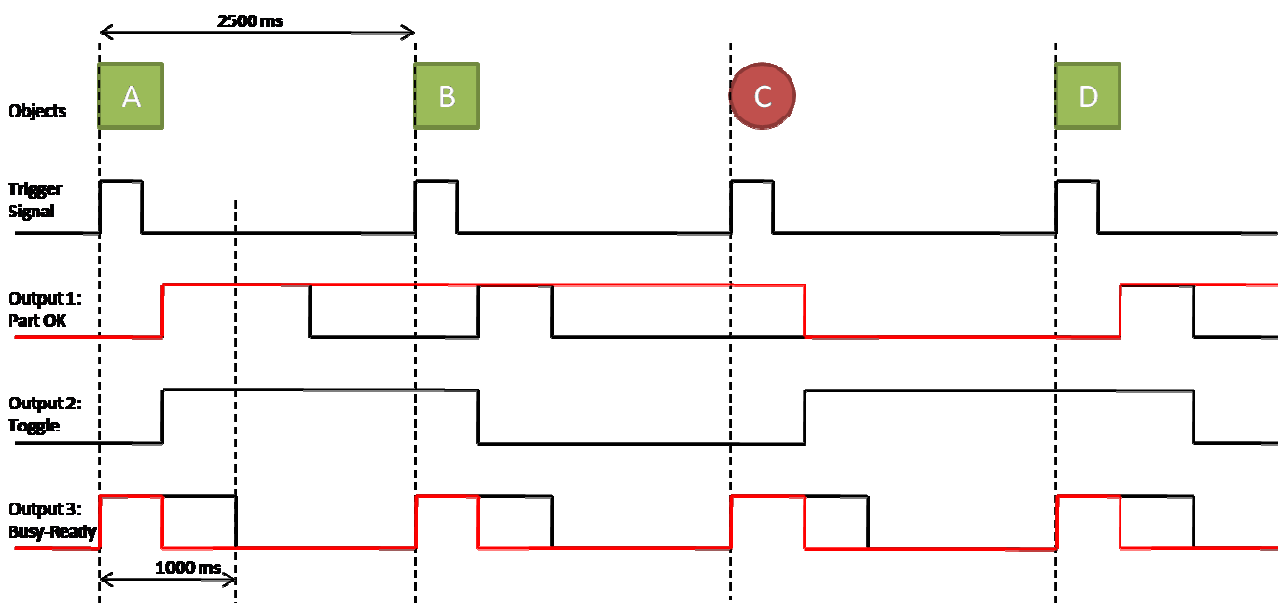 2500 ms
A
B
C
D
Objects
Trigger
Signal
Output 1:
Part OK
Output 2:
Toggle
Output 3:
Busy-Ready
1000 ms